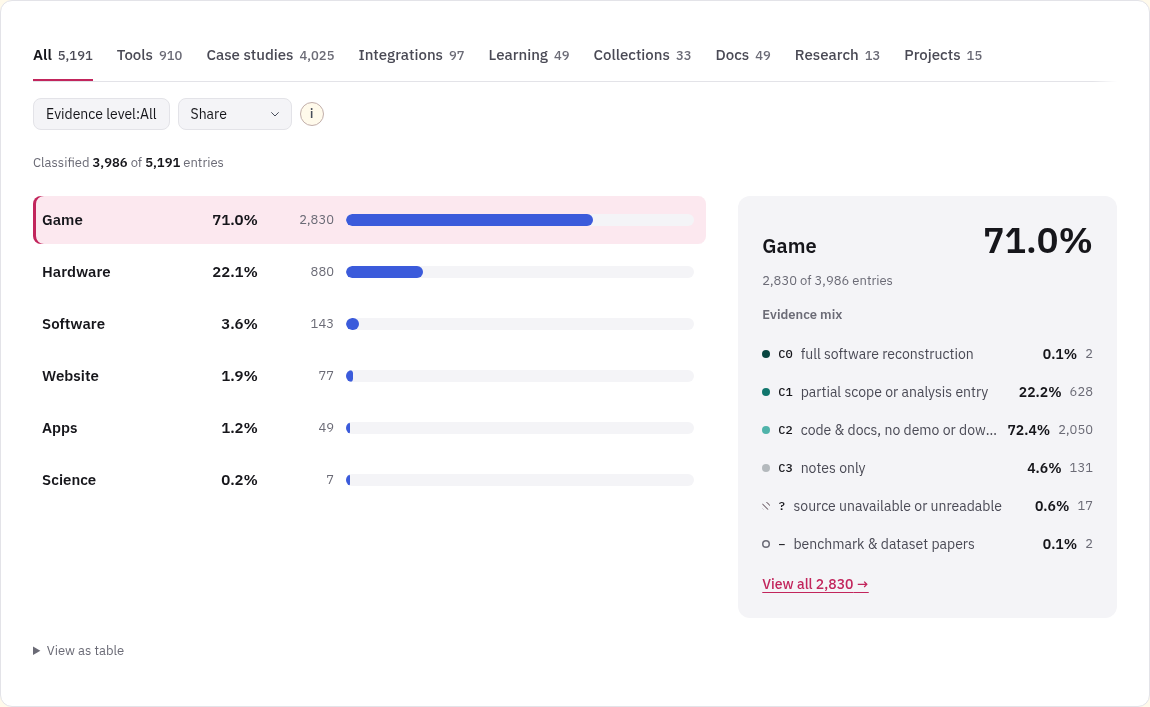 All 5,191 Tools 910 Case studies 4,025 Integrations 97 Learning 49 Collections 33 Docs 49 Research 13 Projects 15
Evidence level:All Share i
Classified 3,986 of 5,191 entries
Game 71.0% 2,830
Hardware 22.1% 880
Software 3.6% 143
Website 1.9% 77
Apps 1.2% 49
Science 0.2% 7
Game 71.0%
2,830 of 3,986 entries
Evidence mix
C0 full software reconstruction 0.1% 2
C1 partial scope or analysis entry 22.2% 628
C2 code & docs, no demo or dow... 72.4% 2,050
C3 notes only 4.6% 131
? source unavailable or unreadable 0.6% 17
– benchmark & dataset papers 0.1% 2
View all 2,830 →
View as table